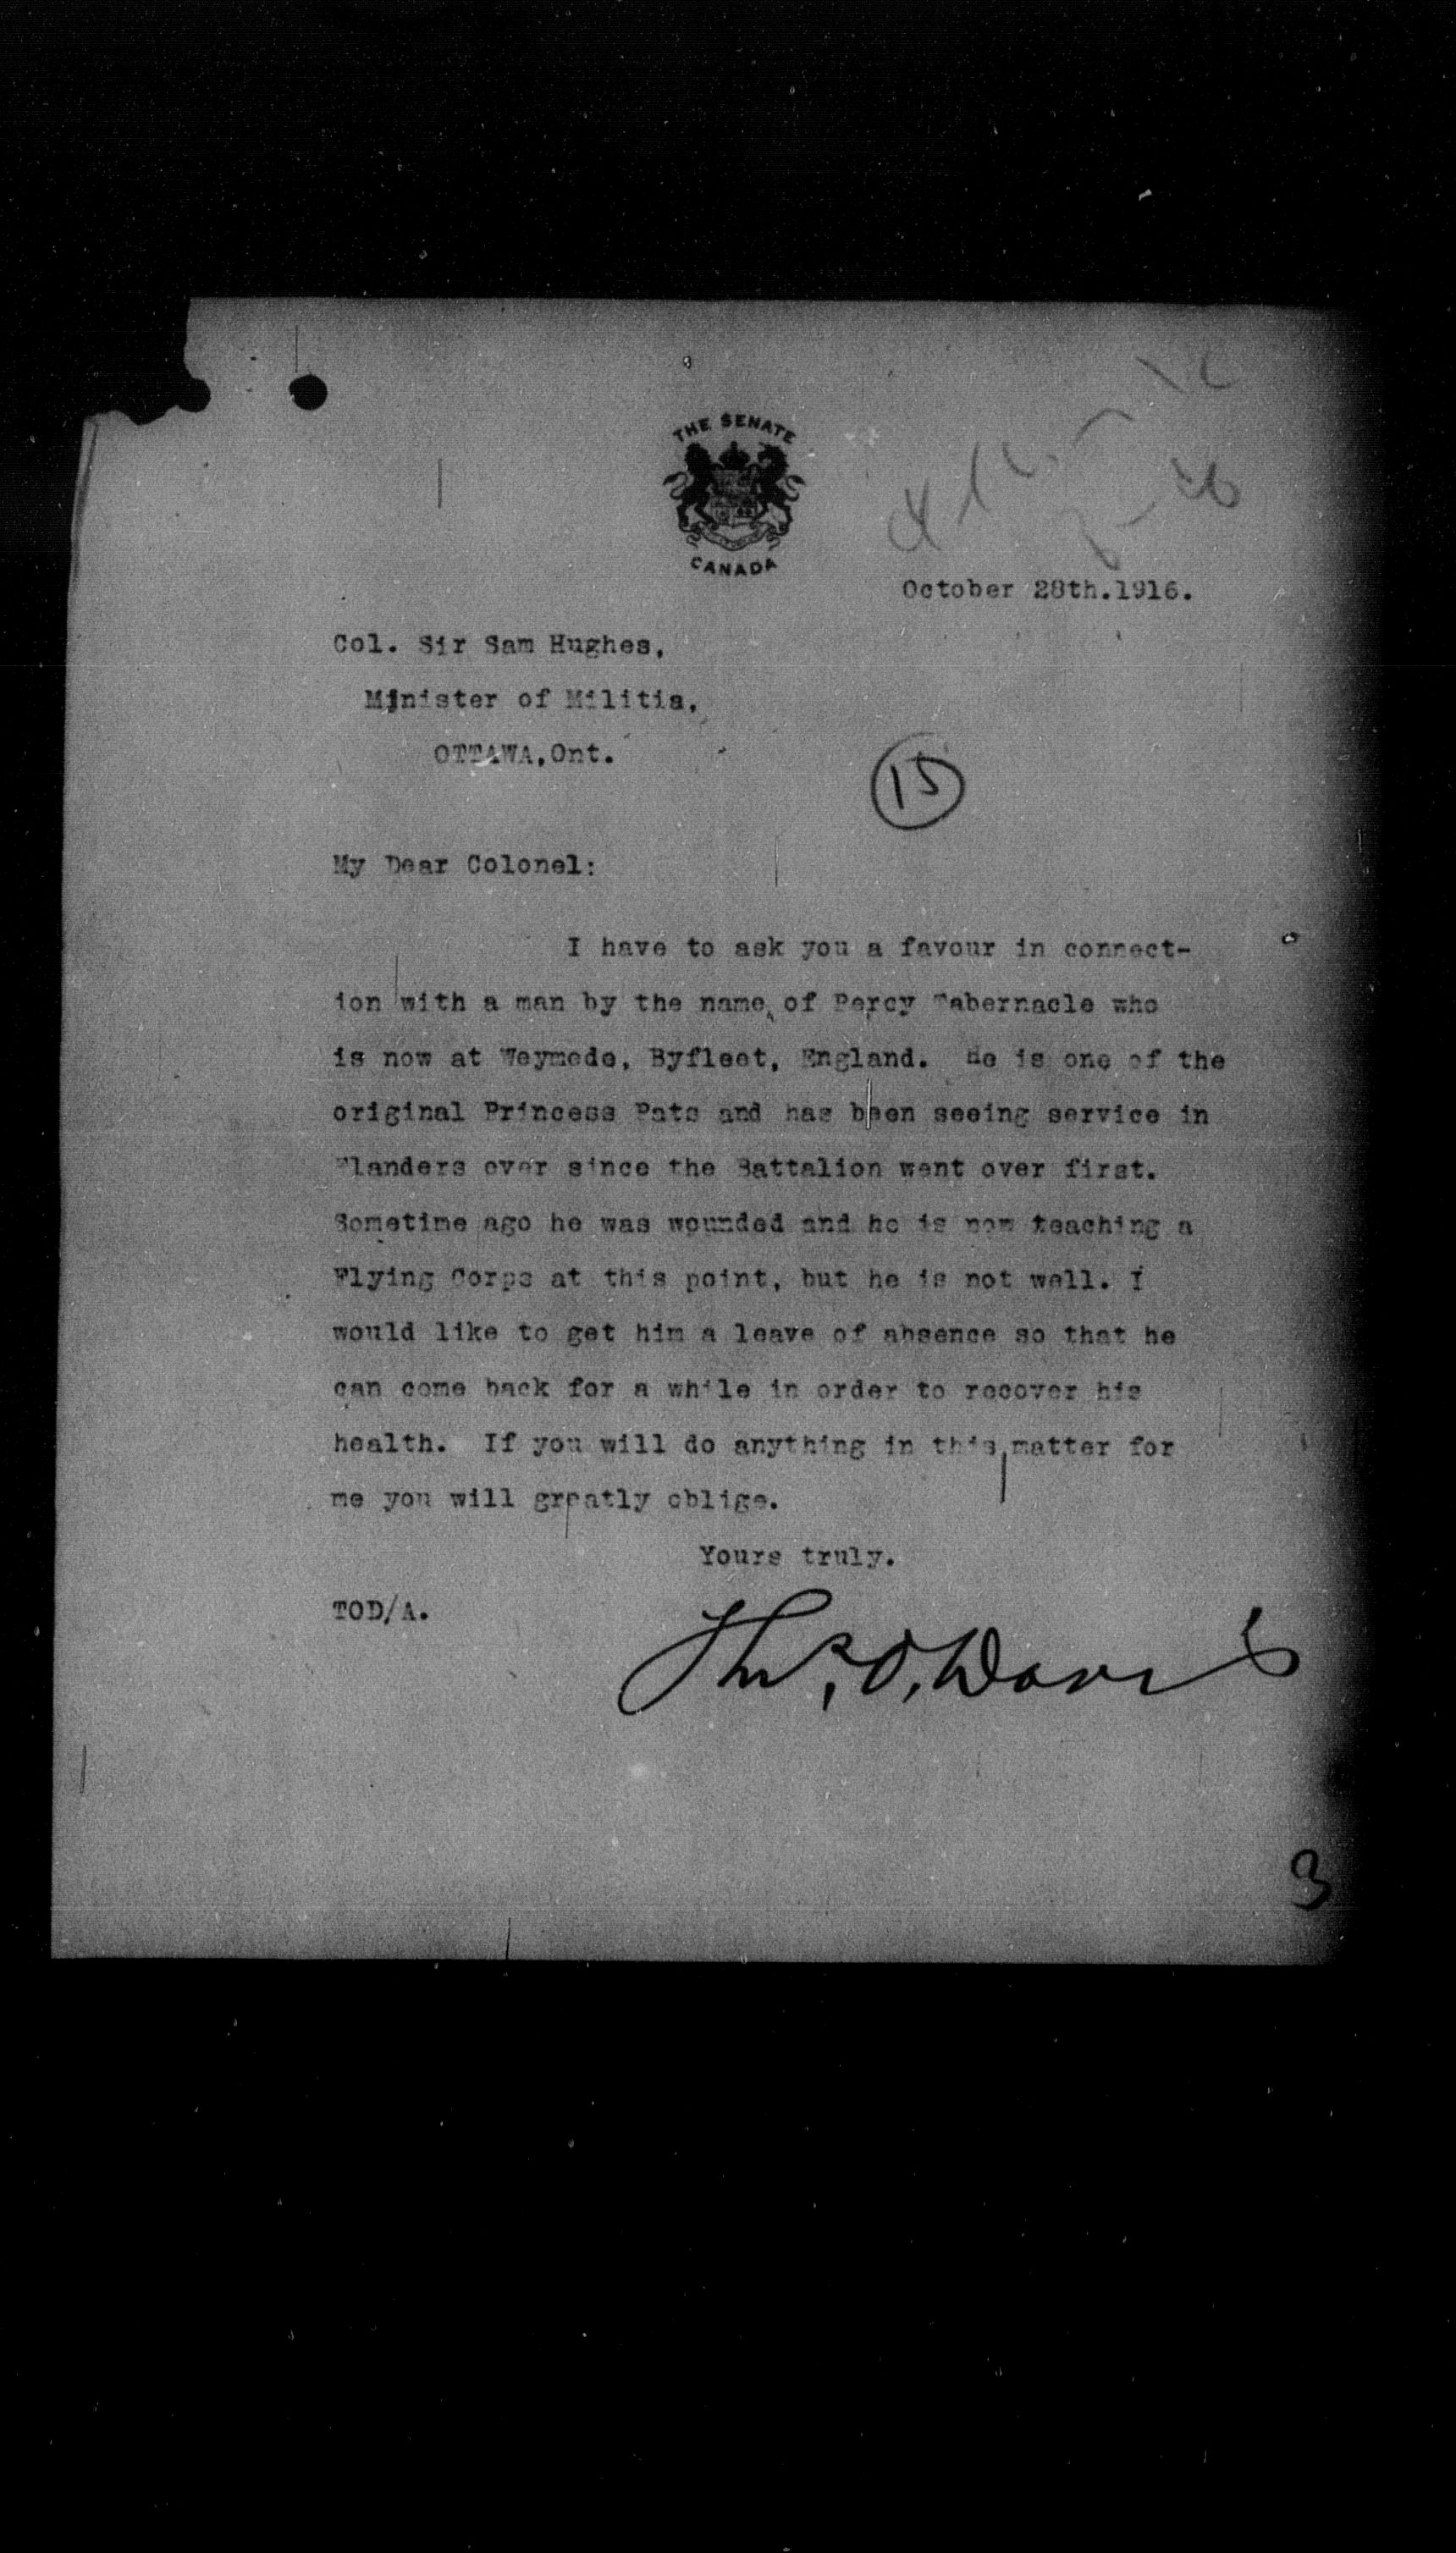 THE SENATE
CANADA
October 28th.1916.
Col. Sir Sam Hughes,
Minister of Militia,
OTTAWA,Ont.
15
My Dear Colonel:
I have to ask you a favour in connect-
ion with a man by the name of Percy Tabernacle who
is now at Weymede, Byfleet, England. He is one of the
original Princess Pats and has been seeing service in
Flanders ever since the Battalion went over first.
Sometime ago he was wounded and he is now teaching a
Flying Corps at this point, but he is not well. I
would like to get him a leave of absence so that he
can come back for a while in order to recover his
health. If you will do anything in this matter for
me you will greatly oblige.
Yours truly.
TOD/A.
Thos. O. Davis
3